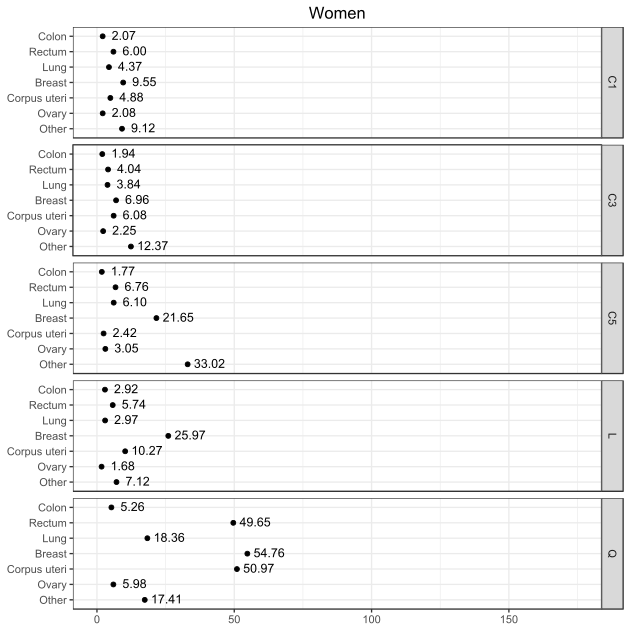 Women
Colon 2.07
Rectum 6.00
Lung 4.37
Breast 9.55
Corpus uteri 4.88
Ovary 2.08
Other 9.12
C1
Colon 1.94
Rectum 4.04
Lung 3.84
Breast 6.96
Corpus uteri 6.08
Ovary 2.25
Other 12.37
C3
Colon 1.77
Rectum 6.76
Lung 6.10
Breast 21.65
Corpus uteri 2.42
Ovary 3.05
Other 33.02
C5
Colon 2.92
Rectum 5.74
Lung 2.97
Breast 25.97
Corpus uteri 10.27
Ovary 1.68
Other 7.12
L
Colon 5.26
Rectum 49.65
Lung 18.36
Breast 54.76
Corpus uteri 50.97
Ovary 5.98
Other 17.41
Q
0 50 100 150